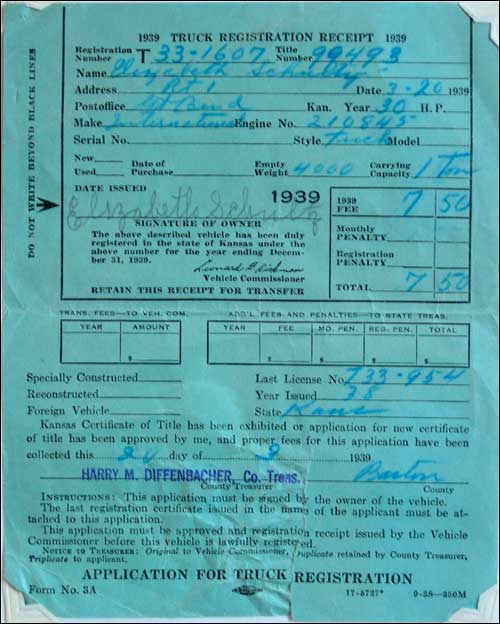 1939 TRUCK REGISTRATION RECEIPT 1939
Registration Number T 33-1607 Title Number 99493
Name Elizabeth Schultz
Address Rt 1 Date 3-20 1939
Postoffice Gt Bend Kan. Year 30 H. P.
Make International Engine No. 210845
Serial No. Style truck Model
New
Used Date of Purchase Empty Weight 4000 Carrying Capacity 1 Ton
DATE ISSUED 1939
Elizabeth Schultz
SIGNATURE OF OWNER
The above described vehicle has been duly
registered in the state of Kansas under the
above number for the year ending Decem-
ber 31, 1939.
Vehicle Commissioner
RETAIN THIS RECEIPT FOR TRANSFER
1939 FEE 7 50
Monthly PENALTY
Registration PENALTY
TOTAL 7 50
DO NOT WRITE BEYOND BLACK LINES
TRANS. FEES—TO VEH. COM. ADD'L FEES AND PENALTIES—TO STATE TREAS.
YEAR AMOUNT YEAR FEE MO. PEN. REG. PEN. TOTAL
$ $ $ $ $
Specially Constructed Last License No. T33-954
Reconstructed Year Issued 38
Foreign Vehicle State Kans
Kansas Certificate of Title has been exhibited or application for new certificate
of title has been approved by me, and proper fees for this application have been
collected this 20 day of 3 1939
HARRY M. DIFFENBACHER, Co. Treas. Barton
County Treasurer County
INSTRUCTIONS: This application must be signed by the owner of the vehicle.
The last registration certificate issued in the name of the applicant must be at-
tached to this application.
This application must be approved and registration receipt issued by the Vehicle
Commissioner before this vehicle is lawfully registered.
NOTICE TO TREASURER: Original to Vehicle Commissioner, Duplicate retained by County Treasurer,
Triplicate to applicant.
APPLICATION FOR TRUCK REGISTRATION
Form No. 3A 17-5727* 9-38—350M